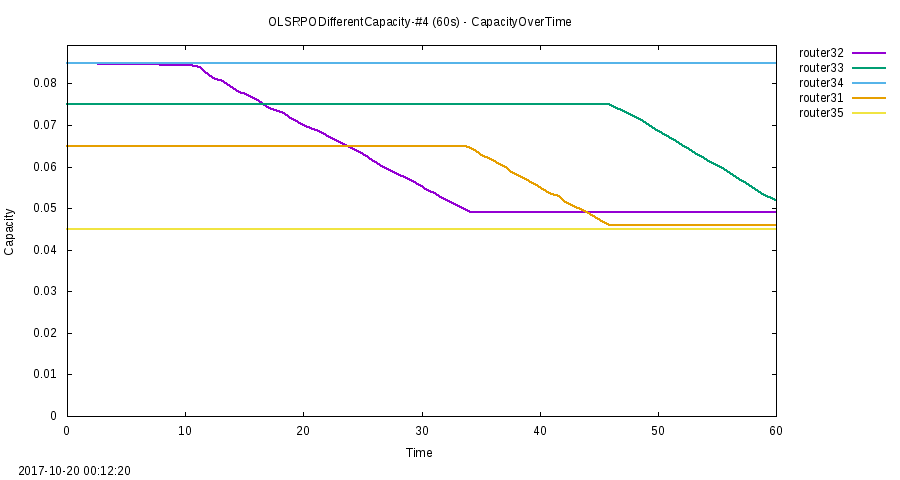 OLSRPO DifferentCapacity-#4 (60s) - CapacityOverTime
router32
router33
router34
router31
router35
Capacity
0.08
0.07
0.06
0.05
0.04
0.03
0.02
0.01
0
0 10 20 30 40 50 60
Time
2017-10-20 00:12:20